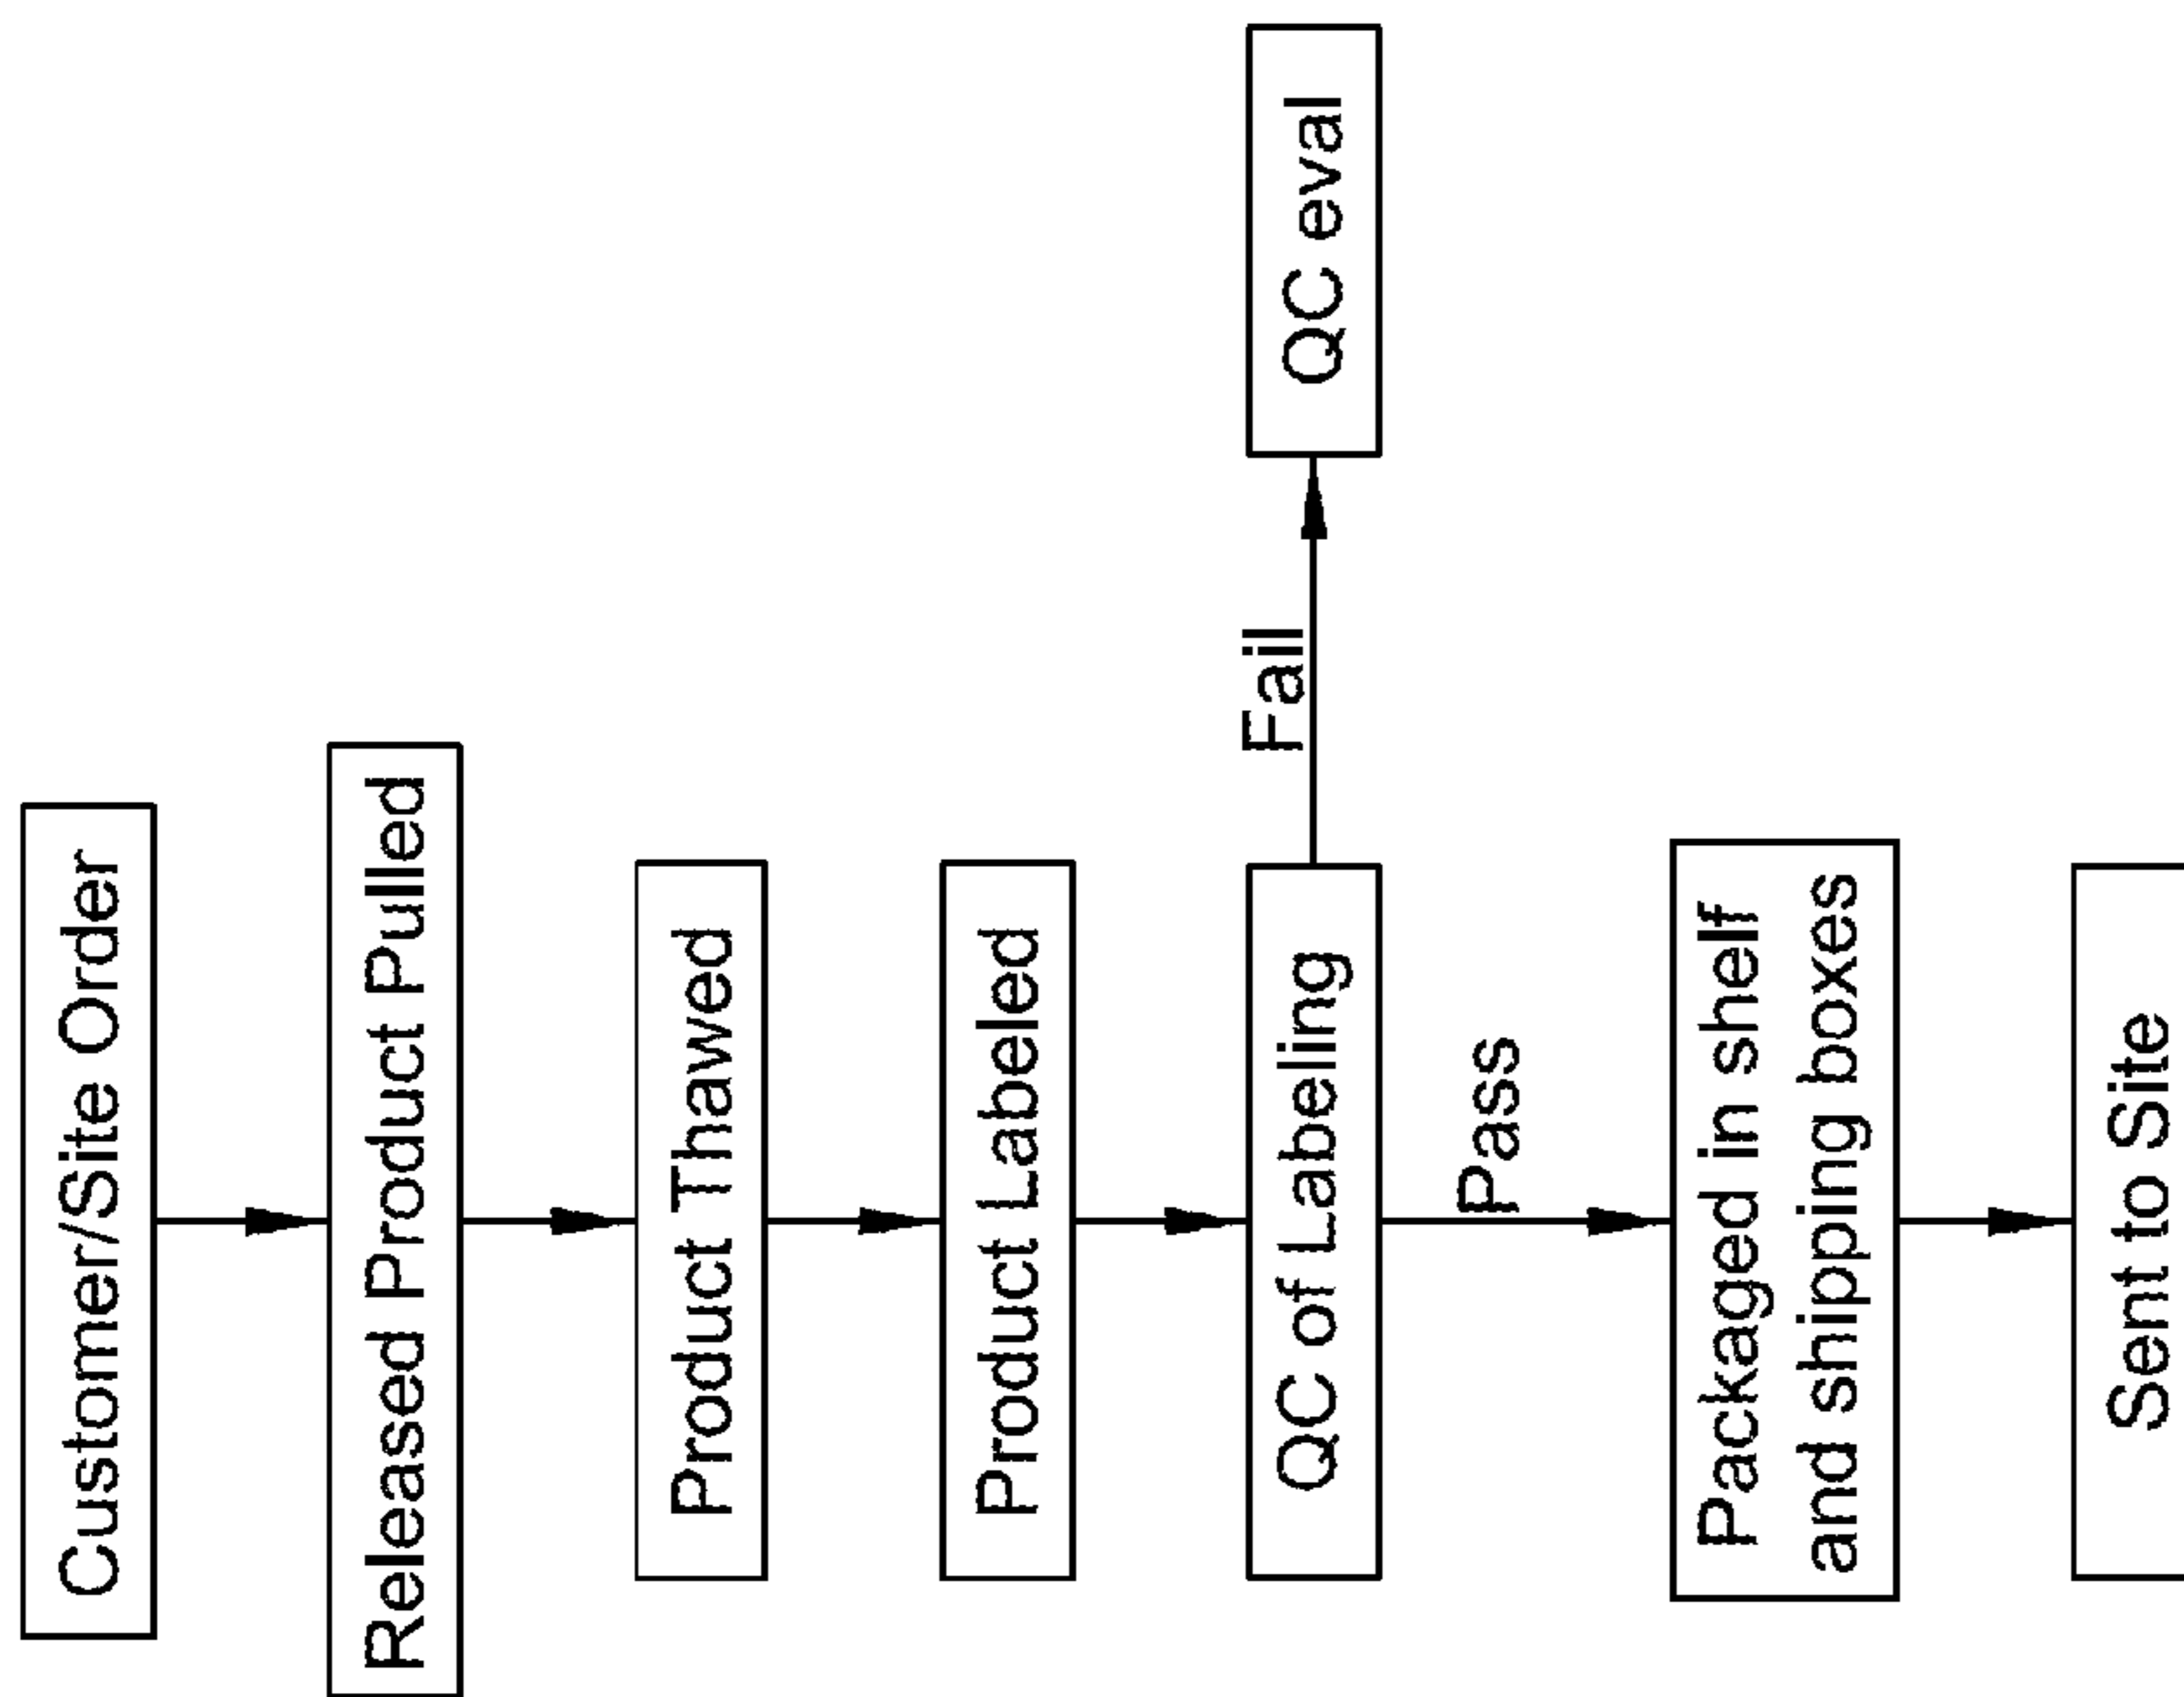 Customer/Site Order
Released Product Pulled
Product Thawed
Product Labeled
QC of Labeling
Fail
QC eval
Pass
Packaged in shelf
and shipping boxes
Sent to Site